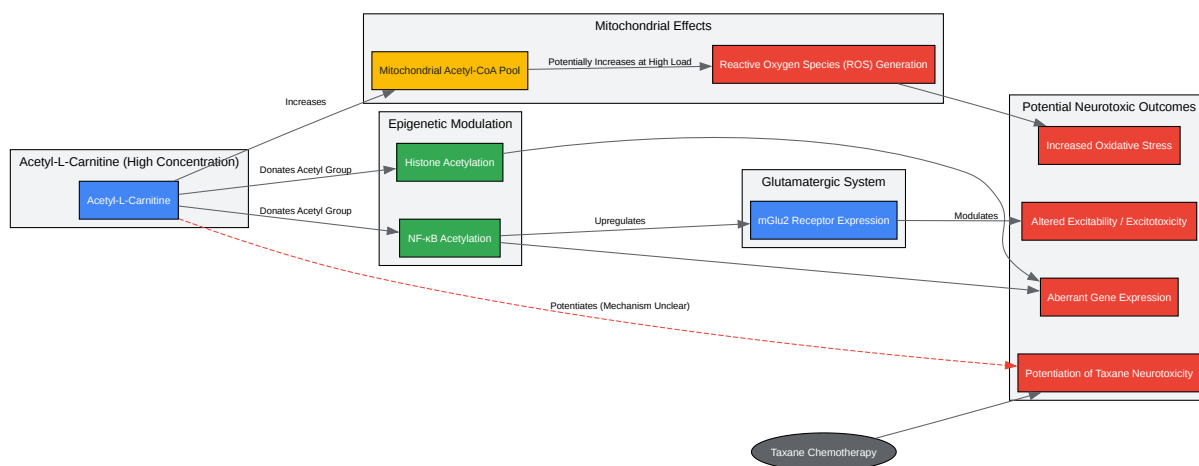 Mitochondrial Effects
Mitochondrial Acetyl-CoA Pool
Potentially Increases at High Load
Reactive Oxygen Species (ROS) Generation
Increases
Potential Neurotoxic Outcomes
Epigenetic Modulation
Increased Oxidative Stress
Acetyl-L-Carnitine (High Concentration)
Histone Acetylation
Donates Acetyl Group
Glutamatergic System
Acetyl-L-Carnitine
Donates Acetyl Group
Upregulates
mGlu2 Receptor Expression
Modulates
Altered Excitability / Excitotoxicity
NF-κB Acetylation
Aberrant Gene Expression
Potentiates (Mechanism Unclear)
Potentiation of Taxane Neurotoxicity
Taxane Chemotherapy